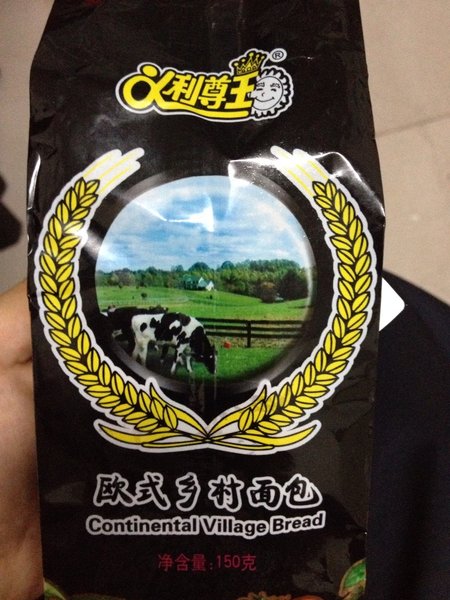 义利尊王®
欧式乡村面包
Continental Village Bread
净含量:150克